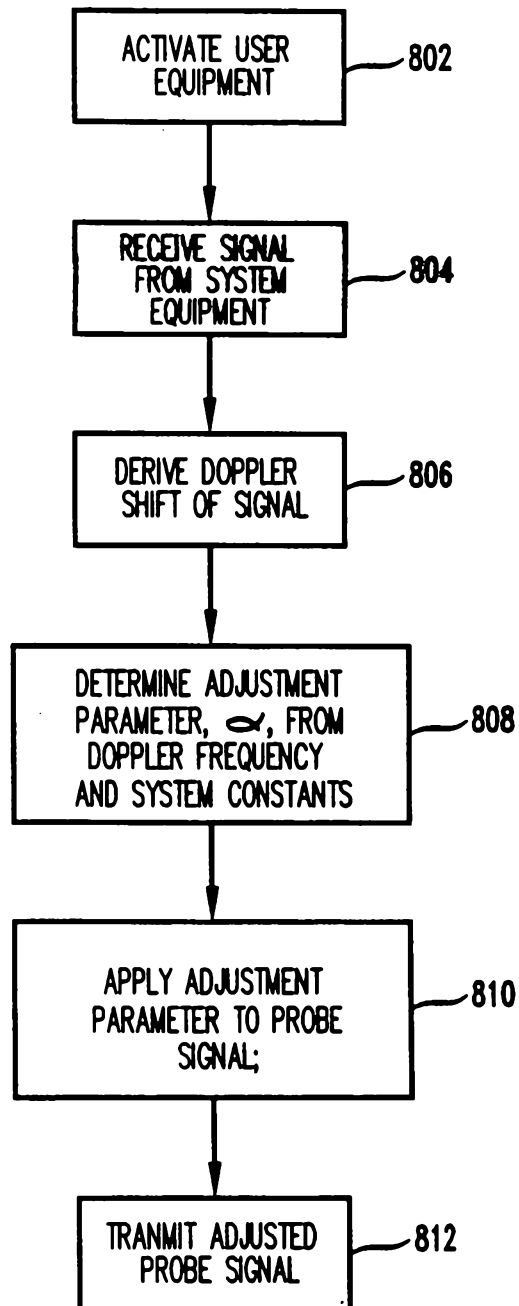 ACTIVATE USER
EQUIPMENT
802
RECEIVE SIGNAL
FROM SYSTEM
EQUIPMENT
804
DERIVE DOPPLER
SHIFT OF SIGNAL
806
DETERMINE ADJUSTMENT
PARAMETER, α, FROM
DOPPLER FREQUENCY
AND SYSTEM CONSTANTS
808
APPLY ADJUSTMENT
PARAMETER TO PROBE
SIGNAL;
810
TRANMIT ADJUSTED
PROBE SIGNAL
812